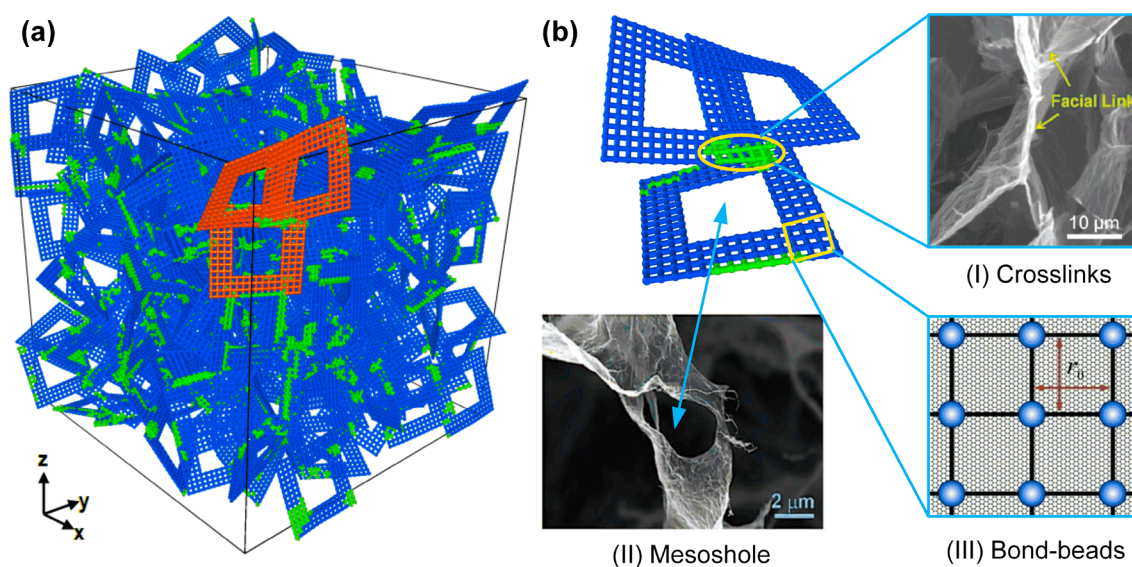 (a)
(b)
Facial Link
10 μm
(I) Crosslinks
z
y
x
2 μm
(II) Mesoshole
r0
(III) Bond-beads